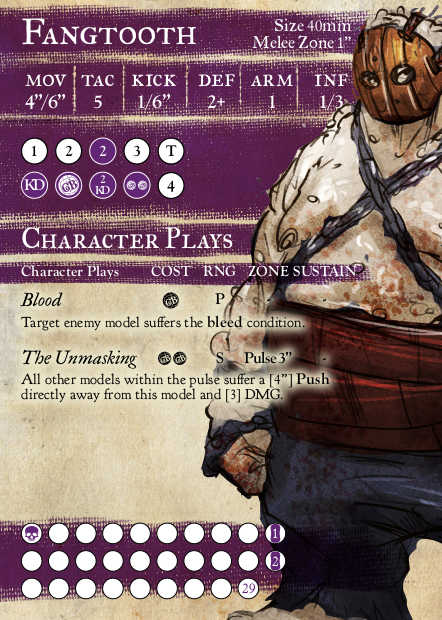 Fangtooth
Size 40mm
Melee Zone 1”
MOV TAC KICK DEF ARM INF
4”/6” 5 1/6” 2+ 1 1/3
1 2 2 3 T
KD GB 2 KD 4
Character Plays
Character Plays COST RNG ZONE SUSTAIN
Blood GB P - -
Target enemy model suffers the bleed condition.
The Unmasking GB GB S Pulse 3” -
All other models within the pulse suffer a [4”] Push
directly away from this model and [3] DMG.
1
2
29